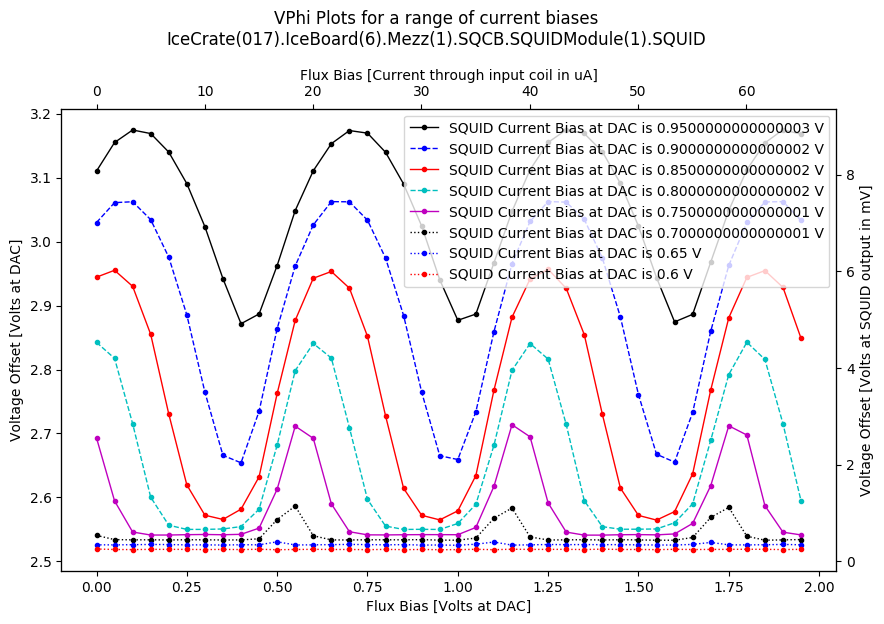 VPhi Plots for a range of current biases
IceCrate(017).IceBoard(6).Mezz(1).SQCB.SQUIDModule(1).SQUID
Flux Bias [Current through input coil in uA]
0 10 20 30 40 50 60
3.2
3.1
3.0
2.9
2.8
2.7
2.6
2.5
Voltage Offset [Volts at DAC]
SQUID Current Bias at DAC is 0.9500000000000003 V
SQUID Current Bias at DAC is 0.9000000000000002 V
SQUID Current Bias at DAC is 0.8500000000000002 V
SQUID Current Bias at DAC is 0.8000000000000002 V
SQUID Current Bias at DAC is 0.7500000000000001 V
SQUID Current Bias at DAC is 0.7000000000000001 V
SQUID Current Bias at DAC is 0.65 V
SQUID Current Bias at DAC is 0.6 V
8
6
4
2
0
Voltage Offset [Volts at SQUID output in mV]
0.00 0.25 0.50 0.75 1.00 1.25 1.50 1.75 2.00
Flux Bias [Volts at DAC]